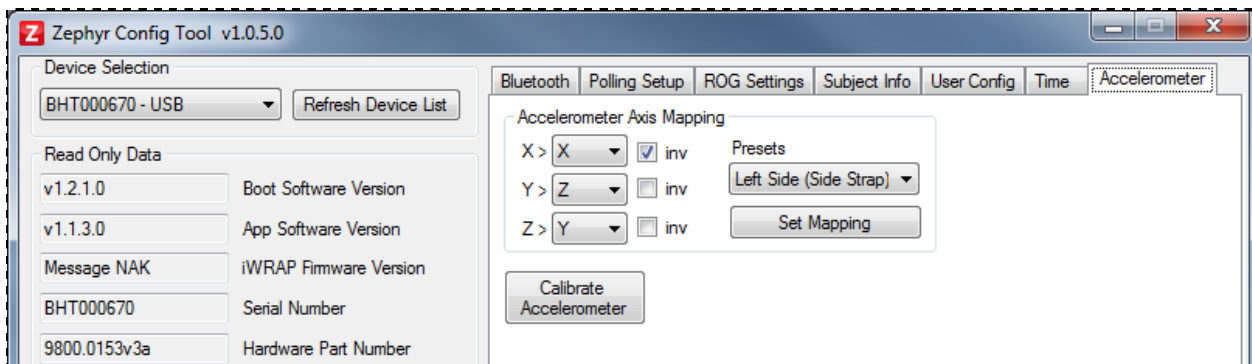 Z Zephyr Config Tool v1.0.5.0
Device Selection
BHT000670 - USB
Refresh Device List
Read Only Data
v1.2.1.0 Boot Software Version
v1.1.3.0 App Software Version
Message NAK iWRAP Firmware Version
BHT000670 Serial Number
9800.0153v3a Hardware Part Number
Bluetooth Polling Setup ROG Settings Subject Info User Config Time Accelerometer
Accelerometer Axis Mapping
X > X inv
Y > Z inv
Z > Y inv
Presets
Left Side (Side Strap)
Set Mapping
Calibrate
Accelerometer